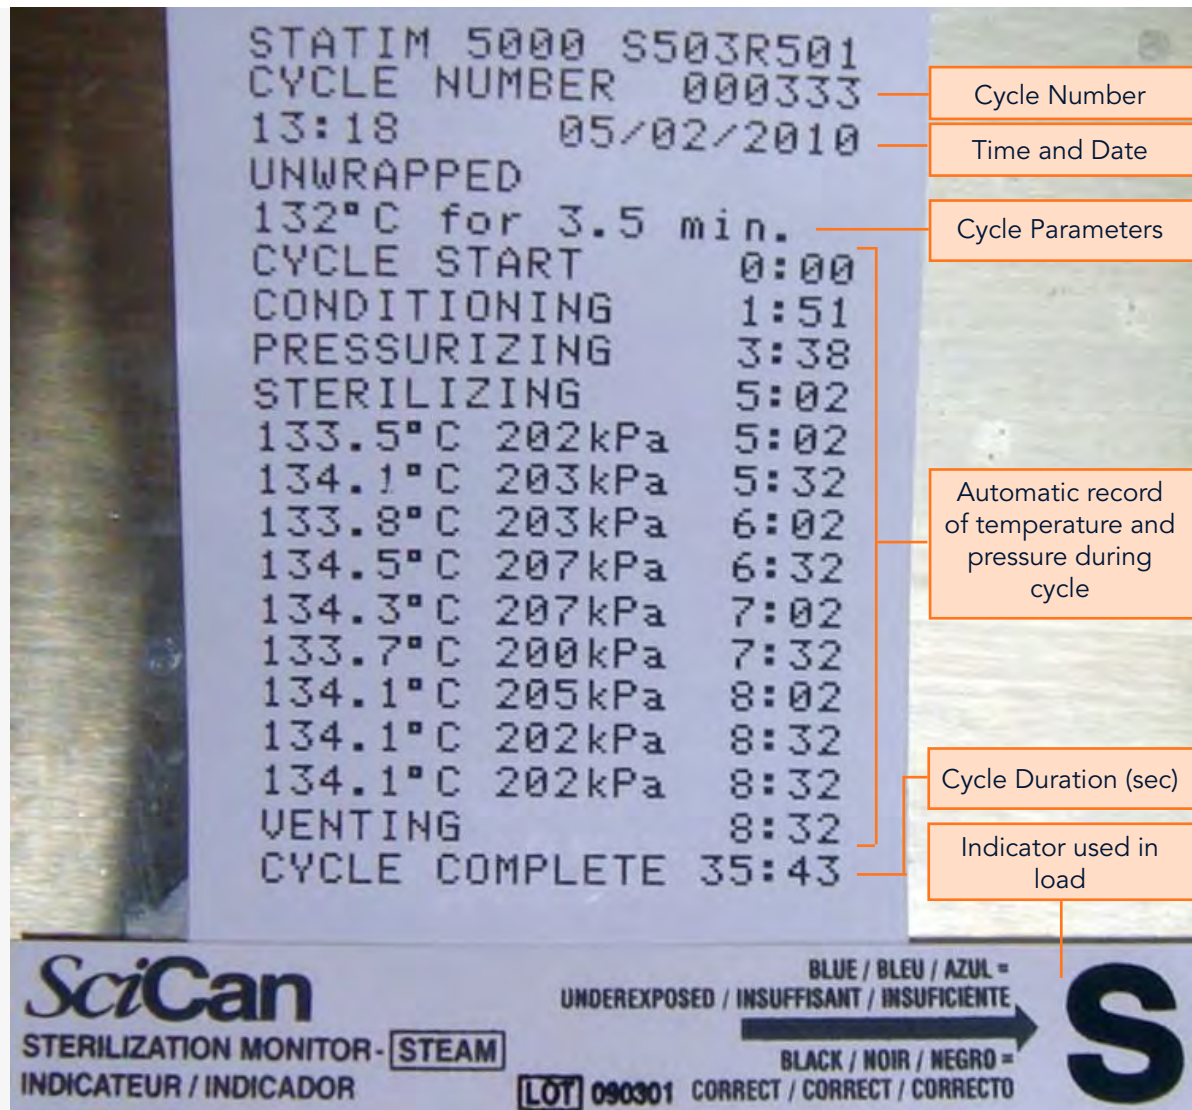 STATIM 5000 S503R501
CYCLE NUMBER 000333
13:18 05/02/2010
UNWRAPPED
132°C for 3.5 min.
CYCLE START 0:00
CONDITIONING 1:51
PRESSURIZING 3:38
STERILIZING 5:02
133.5°C 202kPa 5:02
134.1°C 203kPa 5:32
133.8°C 203kPa 6:02
134.5°C 207kPa 6:32
134.3°C 207kPa 7:02
133.7°C 200kPa 7:32
134.1°C 205kPa 8:02
134.1°C 202kPa 8:32
134.1°C 202kPa 8:32
VENTING 8:32
CYCLE COMPLETE 35:43
Cycle Number
Time and Date
Cycle Parameters
Automatic record
of temperature and
pressure during
cycle
Cycle Duration (sec)
Indicator used in
load
SciCan
STERILIZATION MONITOR - STEAM
INDICATEUR / INDICADOR
LOT 090301
BLUE / BLEU / AZUL =
UNDEREXPOSED / INSUFFISANT / INSUFICIENTE
BLACK / NOIR / NEGRO =
CORRECT / CORRECT / CORRECTO
S